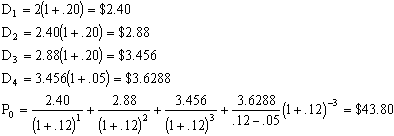 D₁ = 2(1 + .20) = $2.40
D₂ = 2.40(1 + .20) = $2.88
D₃ = 2.88(1 + .20) = $3.456
D₄ = 3.456(1 + .05) = $3.6288
P₀ = 2.40/(1 + .12)¹ + 2.88/(1 + .12)² + 3.456/(1 + .12)³ + 3.6288/(.12 − .05) (1 + .12)⁻³ = $43.80